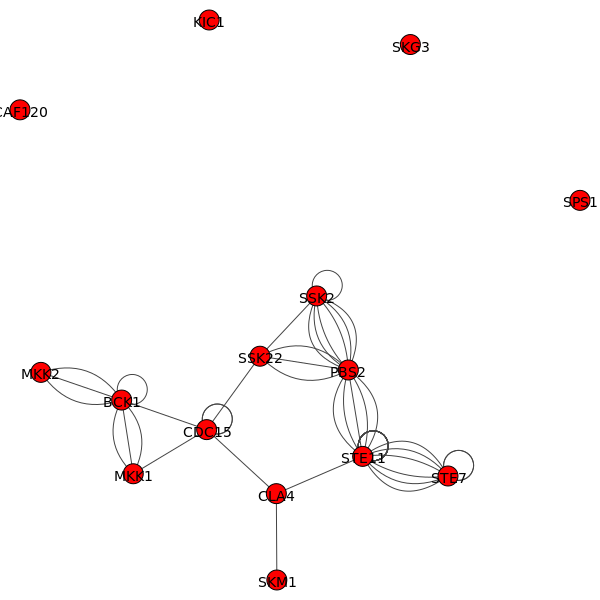 KIC1
SKG3
CAF120
SPS1
SSK2
SSK22
PBS2
MKK2
BCK1
CDC15
STE11
MKK1
STE7
CLA4
SKM1